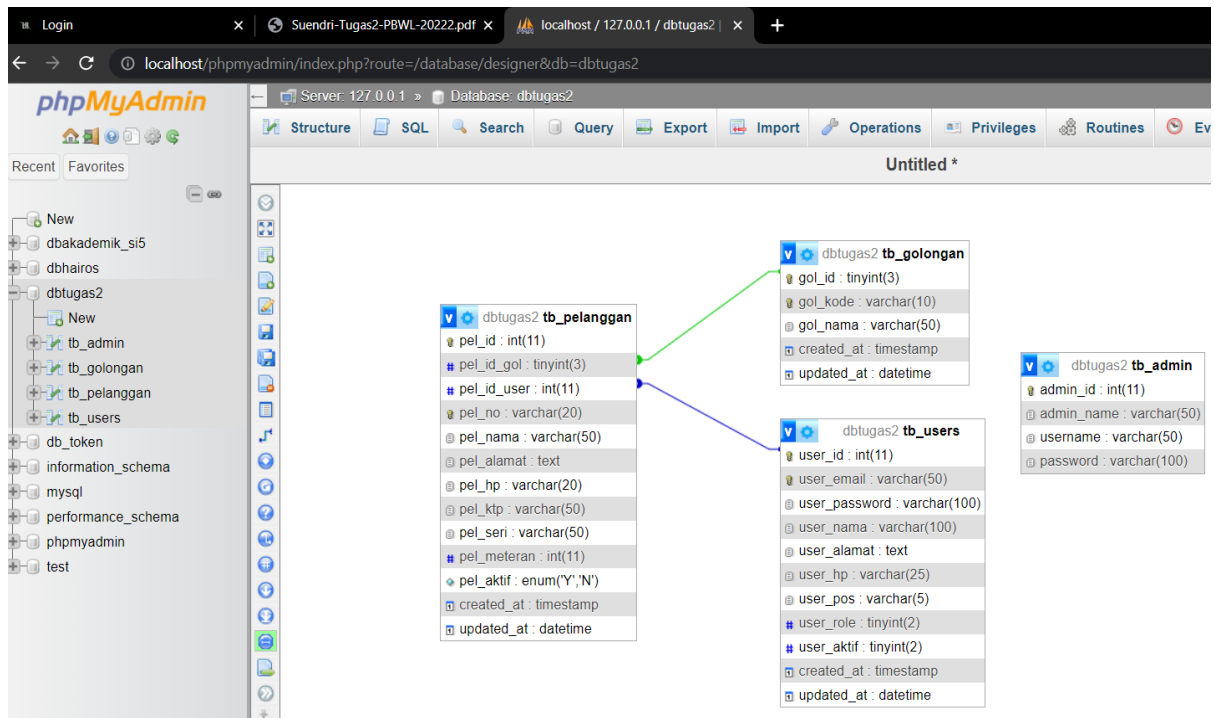 Login
Suendri-Tugas2-PBWL-20222.pdf
localhost / 127.0.0.1 / dbtugas2 |
localhost/phpmyadmin/index.php?route=/database/designer&db=dbtugas2
phpMyAdmin
Recent
Favorites
New
dbakademik_si5
dbhairos
dbtugas2
New
tb_admin
tb_golongan
tb_pelanggan
tb_users
db_token
information_schema
mysql
performance_schema
phpmyadmin
test
Server: 127.0.0.1 » Database: dbtugas2
Structure SQL Search Query Export Import Operations Privileges Routines Ev
Untitled *
dbtugas2 tb_pelanggan
pel_id : int(11)
pel_id_gol : tinyint(3)
pel_id_user : int(11)
pel_no : varchar(20)
pel_nama : varchar(50)
pel_alamat : text
pel_hp : varchar(20)
pel_ktp : varchar(50)
pel_seri : varchar(50)
pel_meteran : int(11)
pel_aktif : enum('Y','N')
created_at : timestamp
updated_at : datetime
dbtugas2 tb_golongan
gol_id : tinyint(3)
gol_kode : varchar(10)
gol_nama : varchar(50)
created_at : timestamp
updated_at : datetime
dbtugas2 tb_users
user_id : int(11)
user_email : varchar(50)
user_password : varchar(100)
user_nama : varchar(100)
user_alamat : text
user_hp : varchar(25)
user_pos : varchar(5)
user_role : tinyint(2)
user_aktif : tinyint(2)
created_at : timestamp
updated_at : datetime
dbtugas2 tb_admin
admin_id : int(11)
admin_name : varchar(50)
username : varchar(50)
password : varchar(100)